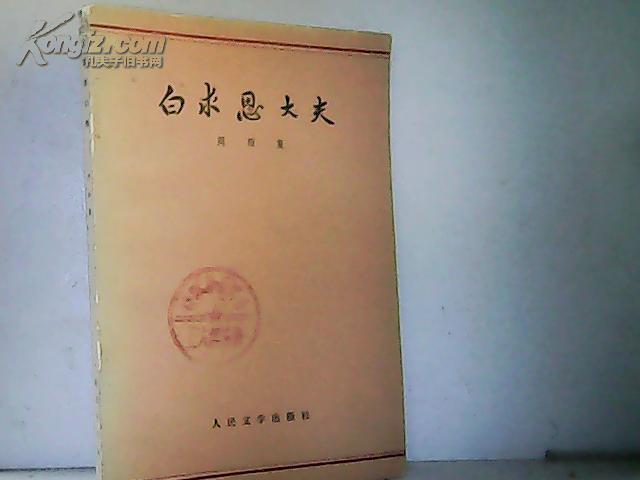 Kongfz.com
孔夫子旧书网
白求恩大夫
周而复
人民文学出版社